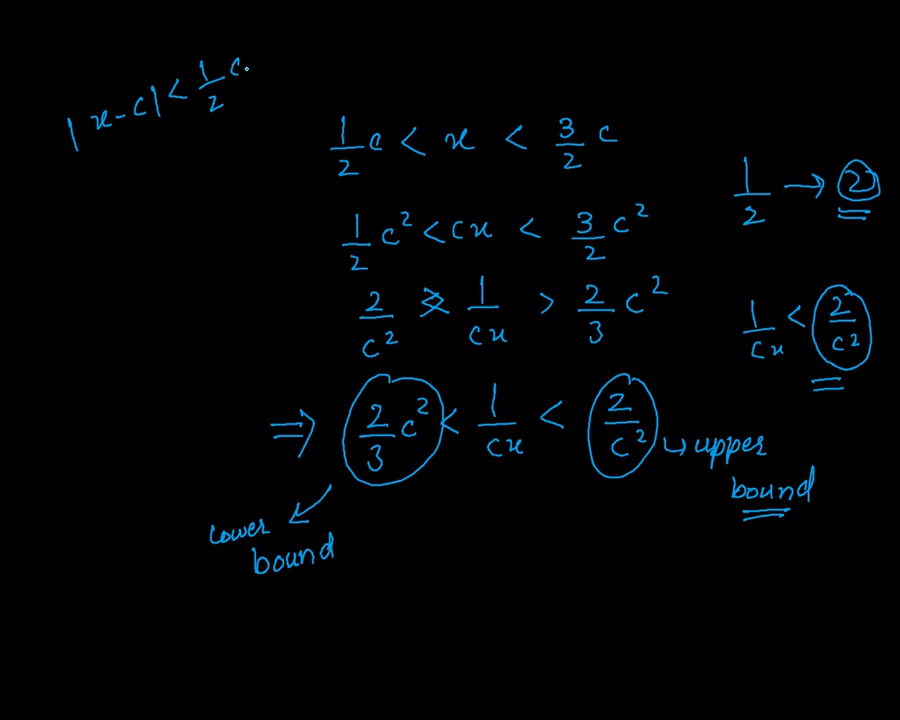 |x-c| < 1/2 c
1/2 c < x < 3/2 c
1/2 → 2
1/2 c² < cx < 3/2 c²
2/c² > 1/cx > 2/3 c²
1/cx < 2/c²
⇒ 2/3 c² < 1/cx < 2/c²
↳ upper
bound
lower
bound